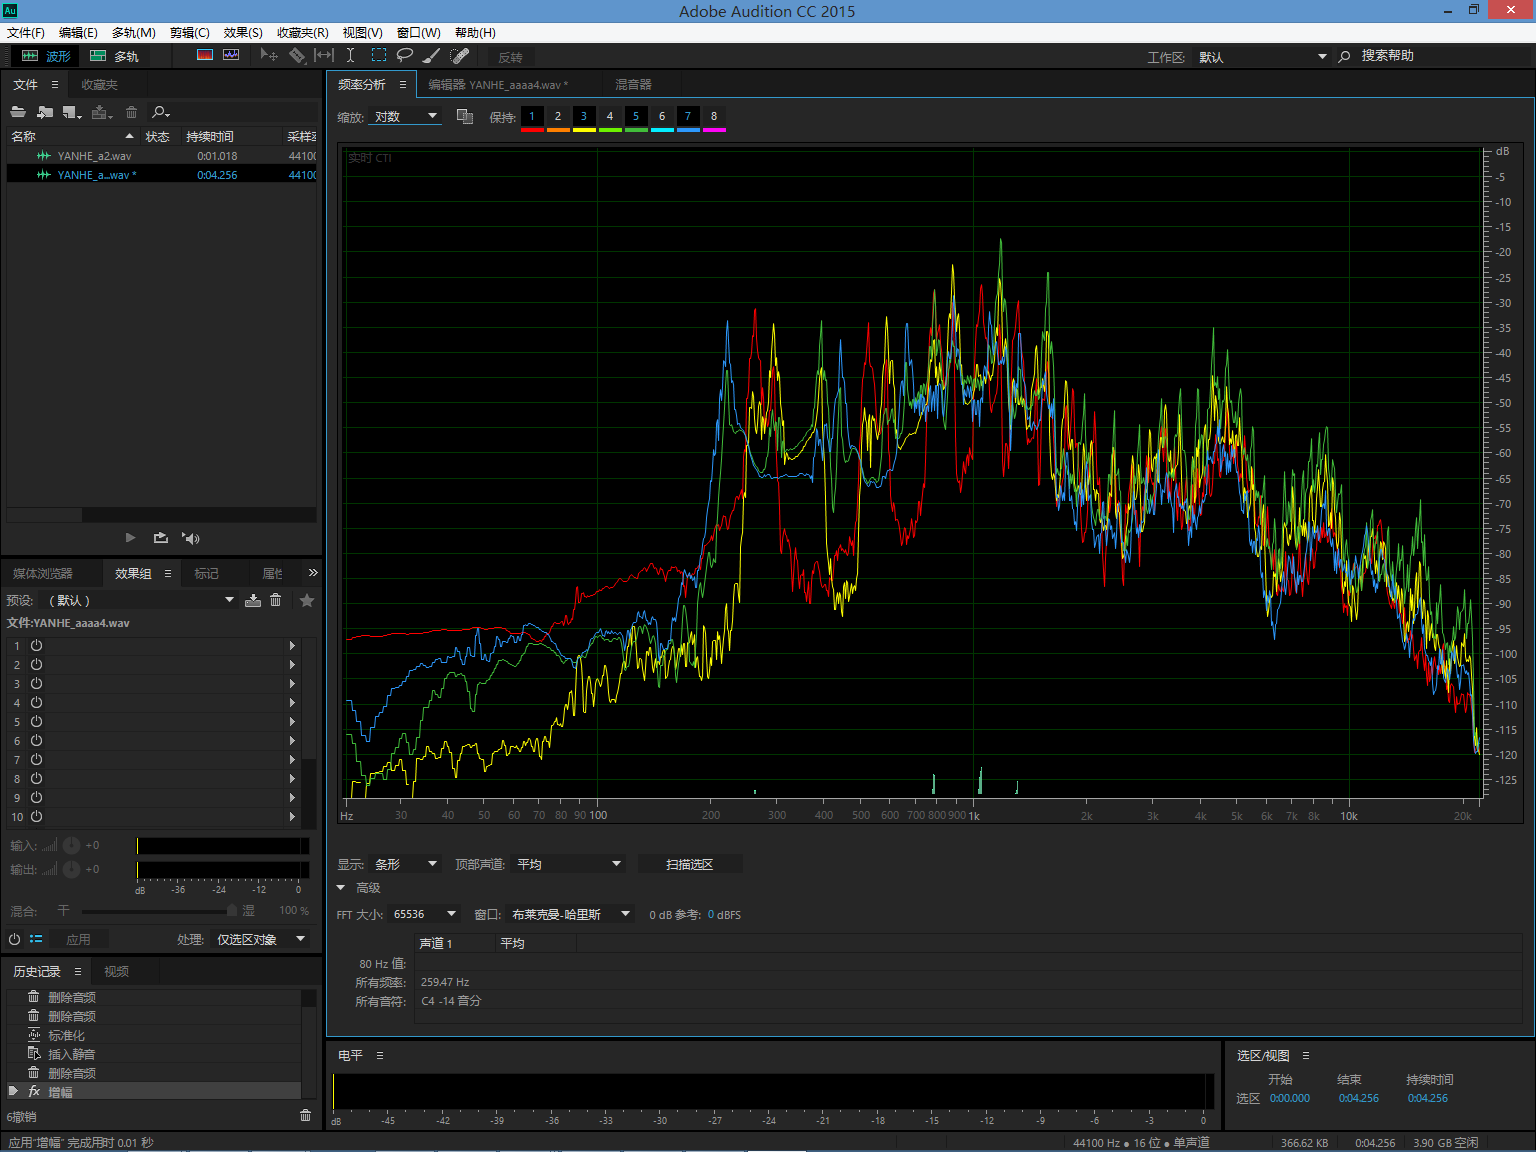 Au
Adobe Audition CC 2015
文件(F) 编辑(E) 多轨(M) 剪辑(C) 效果(S) 收藏夹(R) 视图(V) 窗口(W) 帮助(H)
波形 多轨 反转 工作区: 默认 搜索帮助
文件 收藏夹
名称 状态 持续时间 采样率
YANHE_a2.wav 0:01.018 44100
YANHE_a...wav * 0:04.256 44100
媒体浏览器 效果组 标记 属性
预设: (默认)
文件:YANHE_aaaa4.wav
1
2
3
4
5
6
7
8
9
10
输入: +0
输出: +0
dB -36 -24 -12 0
混合: 干 湿 100 %
应用 处理: 仅选区对象
历史记录 视频
删除音频
删除音频
标准化
插入静音
删除音频
fx 增幅
6撤销
频率分析 编辑器: YANHE_aaaa4.wav * 混音器
缩放: 对数 保持: 1 2 3 4 5 6 7 8
实时 CTI
dB
-5
-10
-15
-20
-25
-30
-35
-40
-45
-50
-55
-60
-65
-70
-75
-80
-85
-90
-95
-100
-105
-110
-115
-120
-125
Hz 30 40 50 60 70 80 90 100 200 300 400 500 600 700 800 900 1k 2k 3k 4k 5k 6k 7k 8k 10k 20k
显示: 条形 顶部声道: 平均 扫描选区
高级
FFT 大小: 65536 窗口: 布莱克曼-哈里斯 0 dB 参考: 0 dBFS
声道 1 平均
80 Hz 值:
所有频率: 259.47 Hz
所有音符: C4 -14 音分
电平
dB -45 -42 -39 -36 -33 -30 -27 -24 -21 -18 -15 -12 -9 -6 -3 0
选区/视图
开始 结束 持续时间
选区 0:00.000 0:04.256 0:04.256
应用“增幅” 完成用时 0.01 秒
44100 Hz ● 16 位 ● 单声道 366.62 KB 0:04.256 3.90 GB 空闲